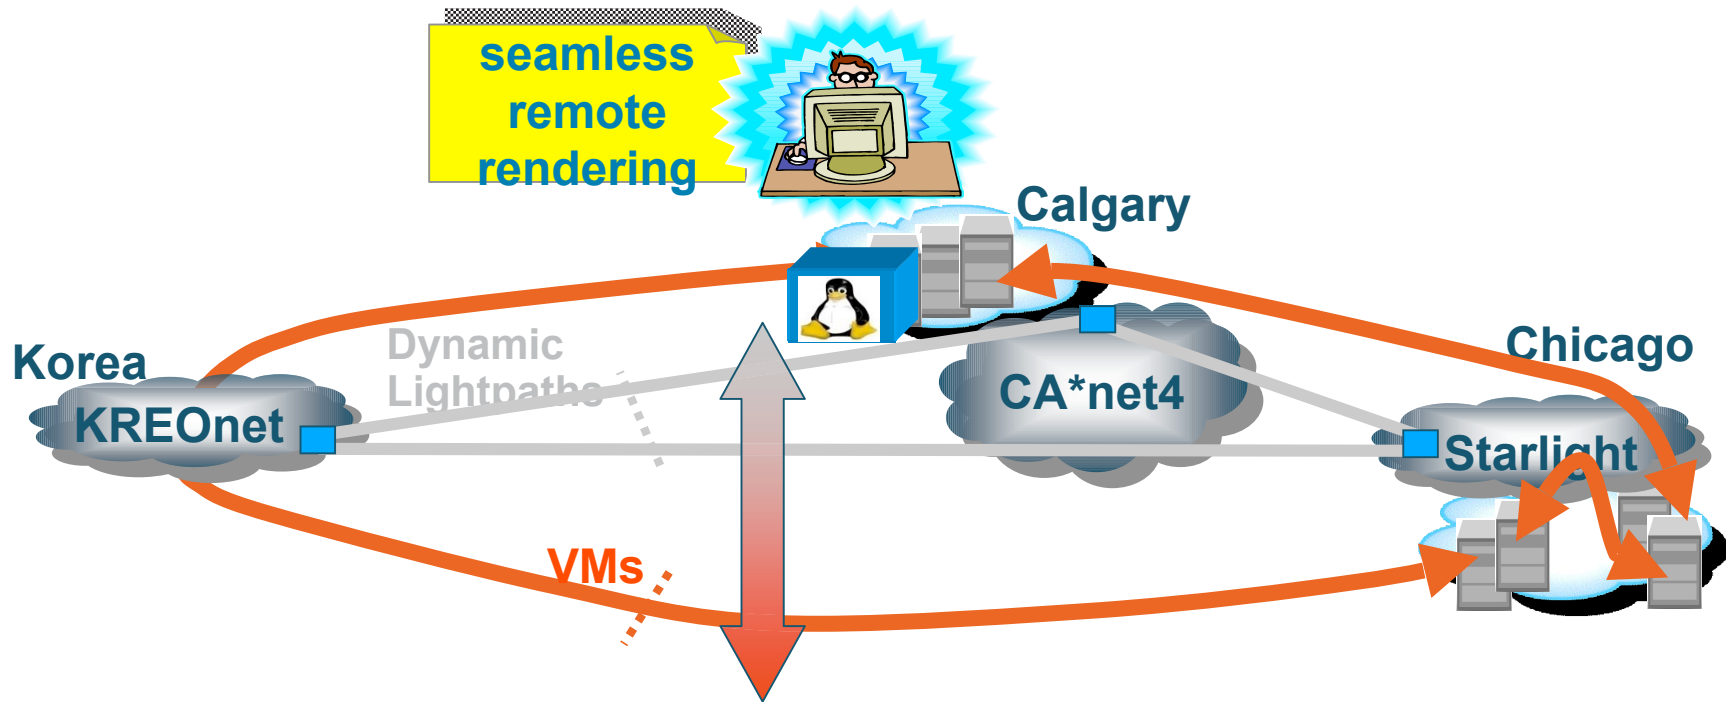 seamless
remote
rendering
Calgary
Dynamic
Lightpaths
Korea
Chicago
KREOnet
CA*net4
Starlight
VMs